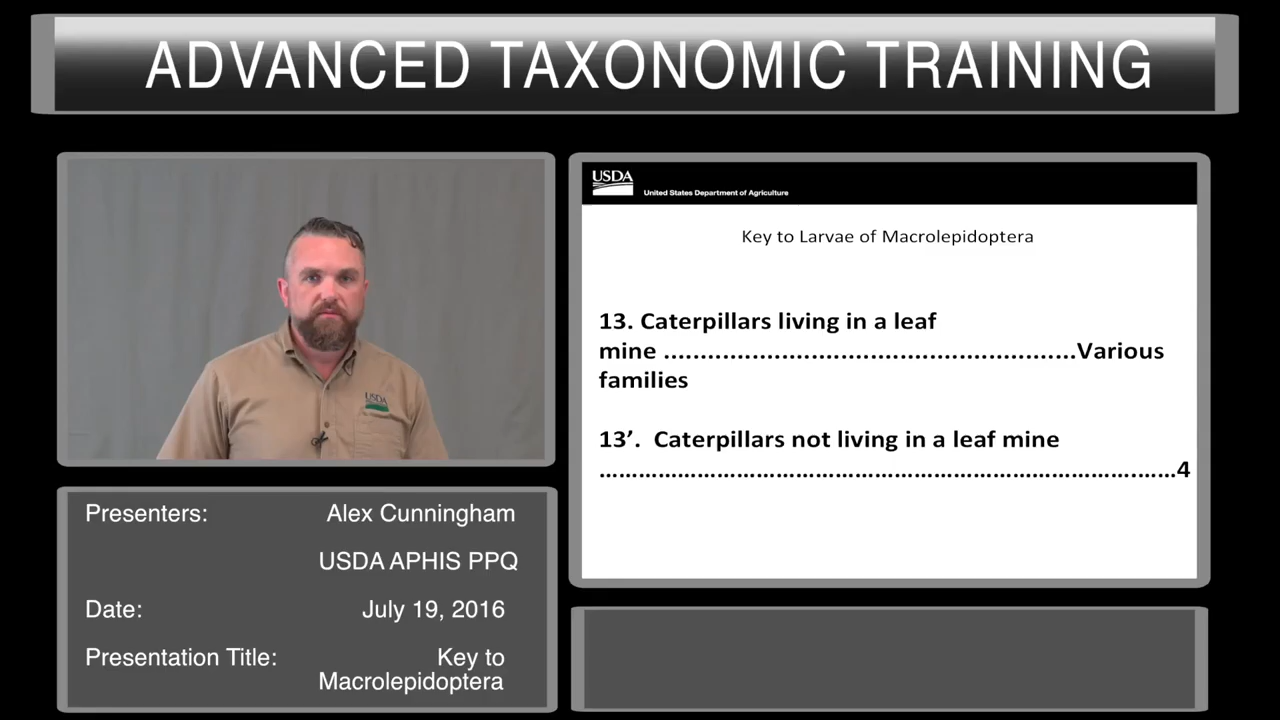 ADVANCED TAXONOMIC TRAINING
USDA
USDA
United States Department of Agriculture
Key to Larvae of Macrolepidoptera
13. Caterpillars living in a leaf
mine ........................................................Various
families
13’.  Caterpillars not living in a leaf mine
...............................................................................4
Presenters: Alex Cunningham
USDA APHIS PPQ
Date: July 19, 2016
Presentation Title: Key to
Macrolepidoptera